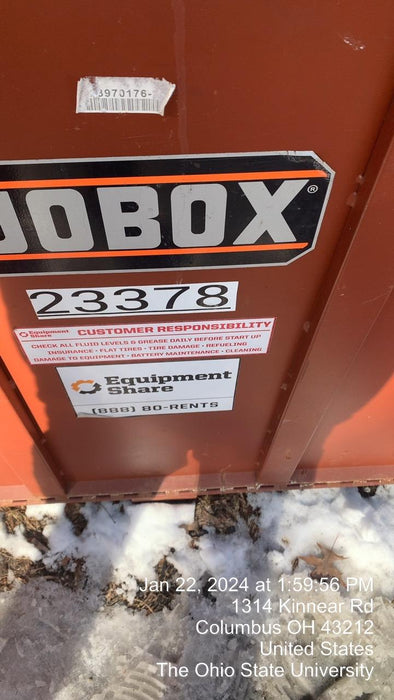 3970176-
JOBOX®
23378
Equipment Share CUSTOMER RESPONSIBILITY
CHECK ALL FLUID LEVELS & GREASE DAILY BEFORE START UP
INSURANCE • FLAT TIRES • TIRE DAMAGE • REFUELING
DAMAGE TO EQUIPMENT • BATTERY MAINTENANCE • CLEANING
Equipment
Share
(888) 80-RENTS
Jan 22, 2024 at 1:59:56 PM
1314 Kinnear Rd
Columbus OH 43212
United States
The Ohio State University